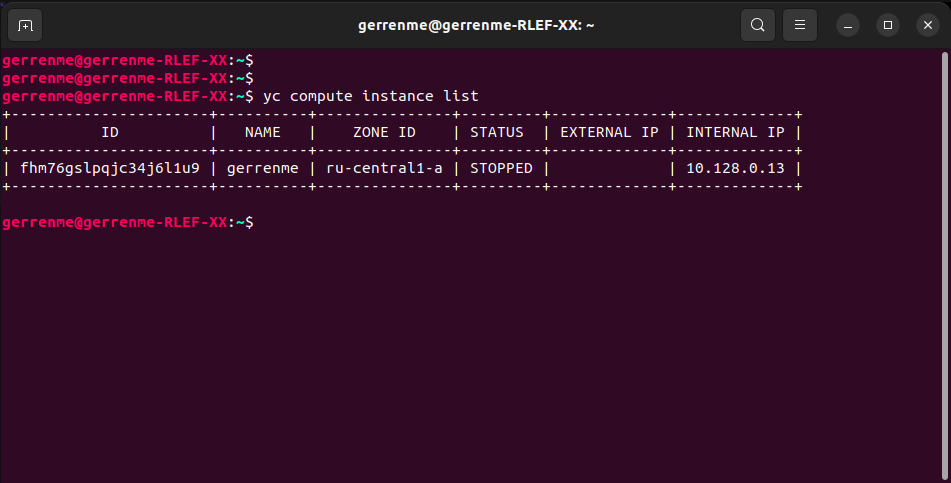 gerrenme@gerrenme-RLEF-XX: ~
gerrenme@gerrenme-RLEF-XX:~$
gerrenme@gerrenme-RLEF-XX:~$
gerrenme@gerrenme-RLEF-XX:~$ yc compute instance list
+----------------------+----------+---------------+---------+-------------+-------------+
|          ID          |   NAME   |    ZONE ID    | STATUS  | EXTERNAL IP | INTERNAL IP |
+----------------------+----------+---------------+---------+-------------+-------------+
| fhm76gslpqjc34j6l1u9 | gerrenme | ru-central1-a | STOPPED |             | 10.128.0.13 |
+----------------------+----------+---------------+---------+-------------+-------------+
gerrenme@gerrenme-RLEF-XX:~$